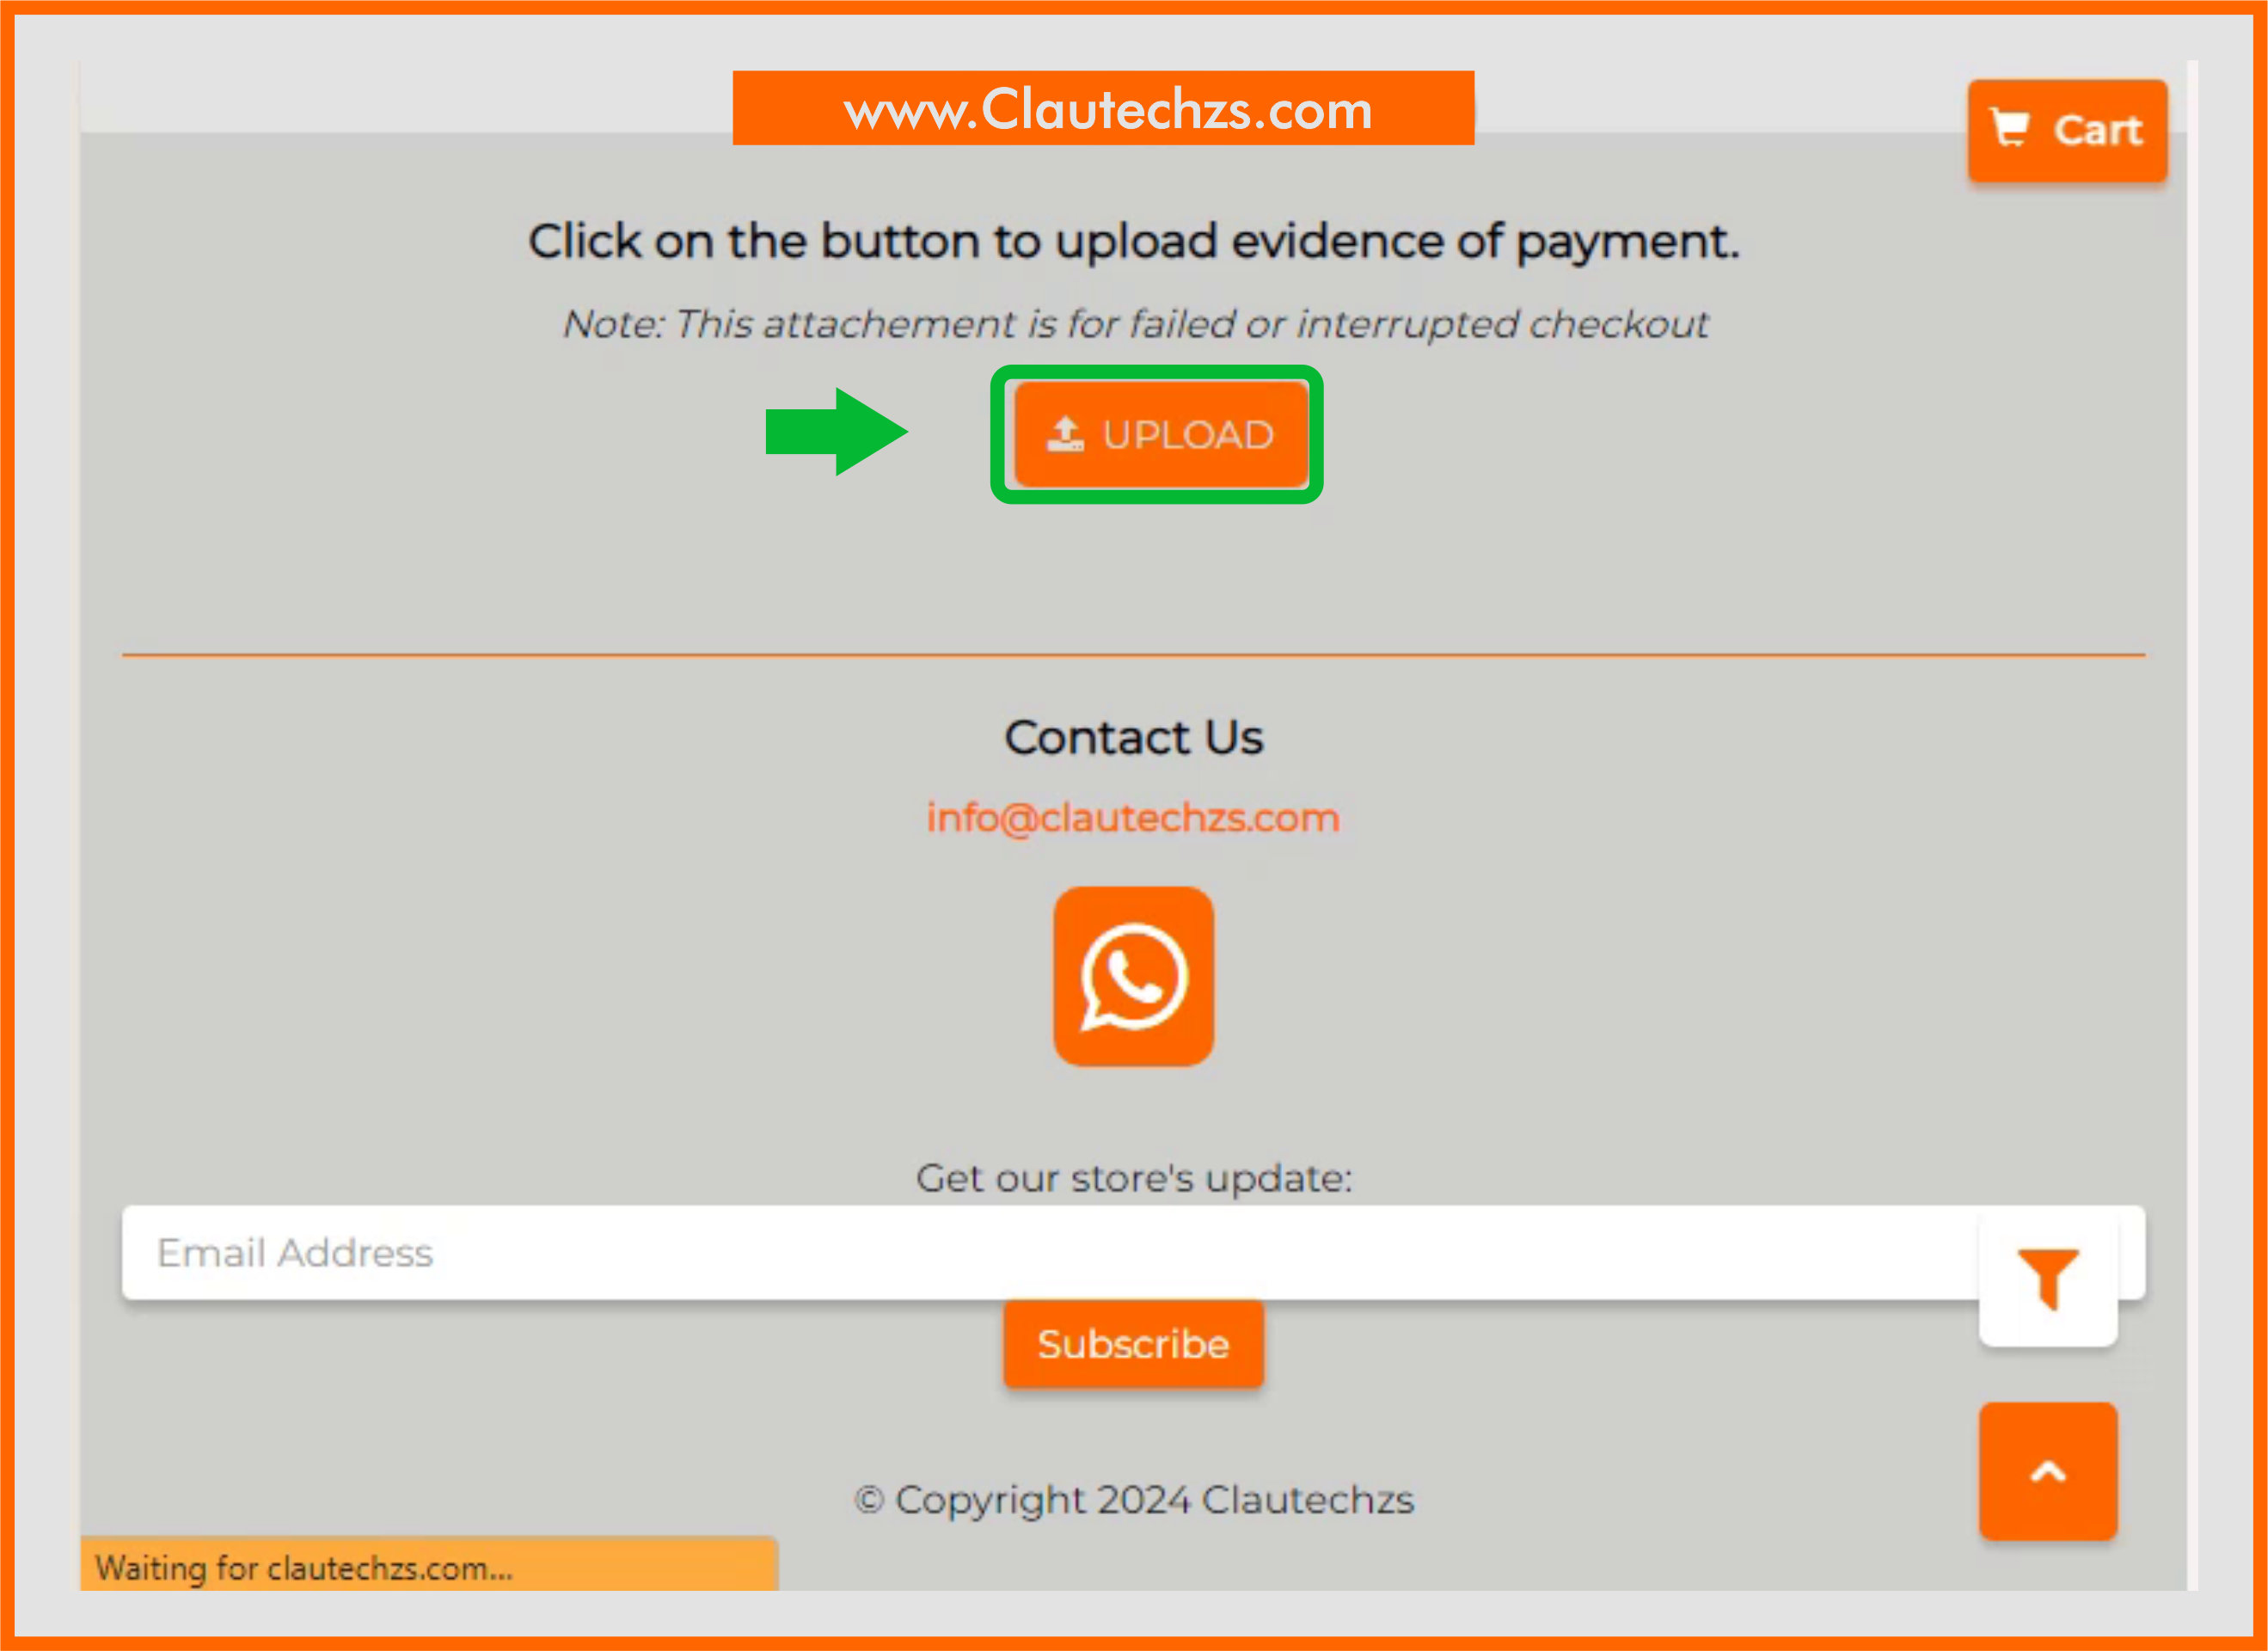 www.Clautechzs.com
Cart
Click on the button to upload evidence of payment.
Note: This attachement is for failed or interrupted checkout
UPLOAD
Contact Us
info@clautechzs.com
Get our store's update:
Email Address
Subscribe
© Copyright 2024 Clautechzs
Waiting for clautechzs.com...